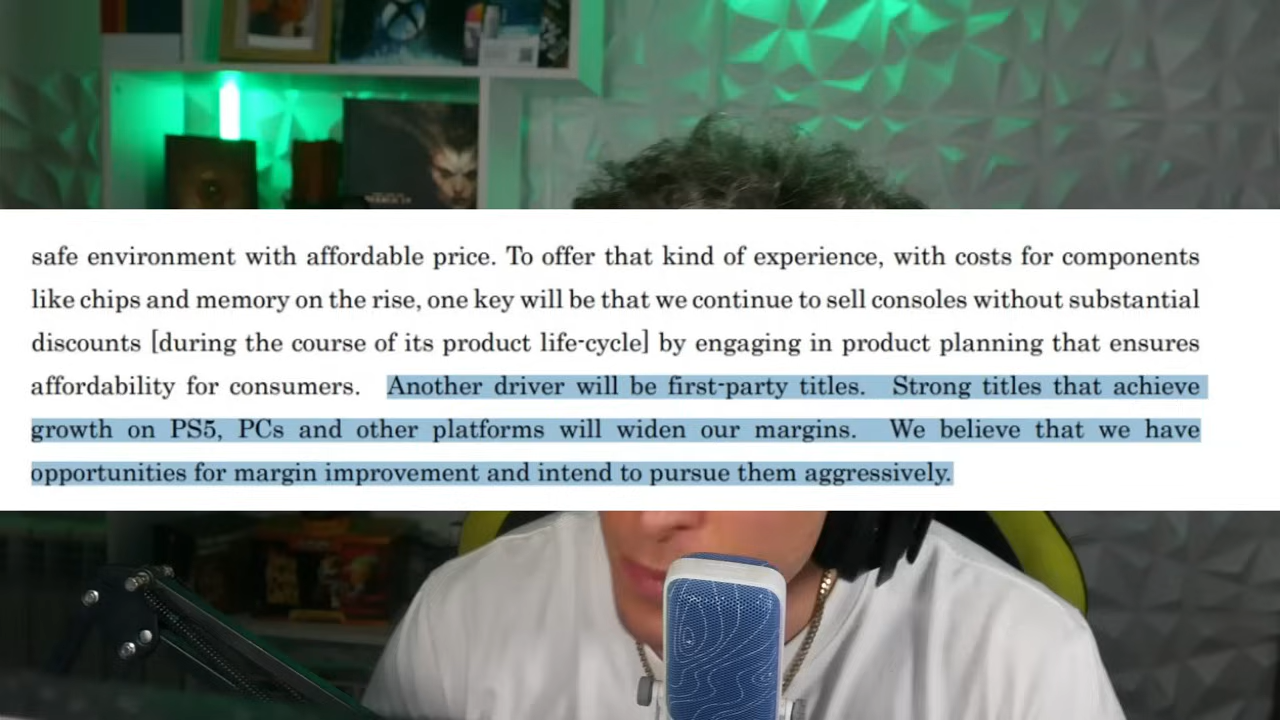 safe environment with affordable price. To offer that kind of experience, with costs for components
like chips and memory on the rise, one key will be that we continue to sell consoles without substantial
discounts [during the course of its product life-cycle] by engaging in product planning that ensures
affordability for consumers. Another driver will be first-party titles. Strong titles that achieve
growth on PS5, PCs and other platforms will widen our margins. We believe that we have
opportunities for margin improvement and intend to pursue them aggressively.